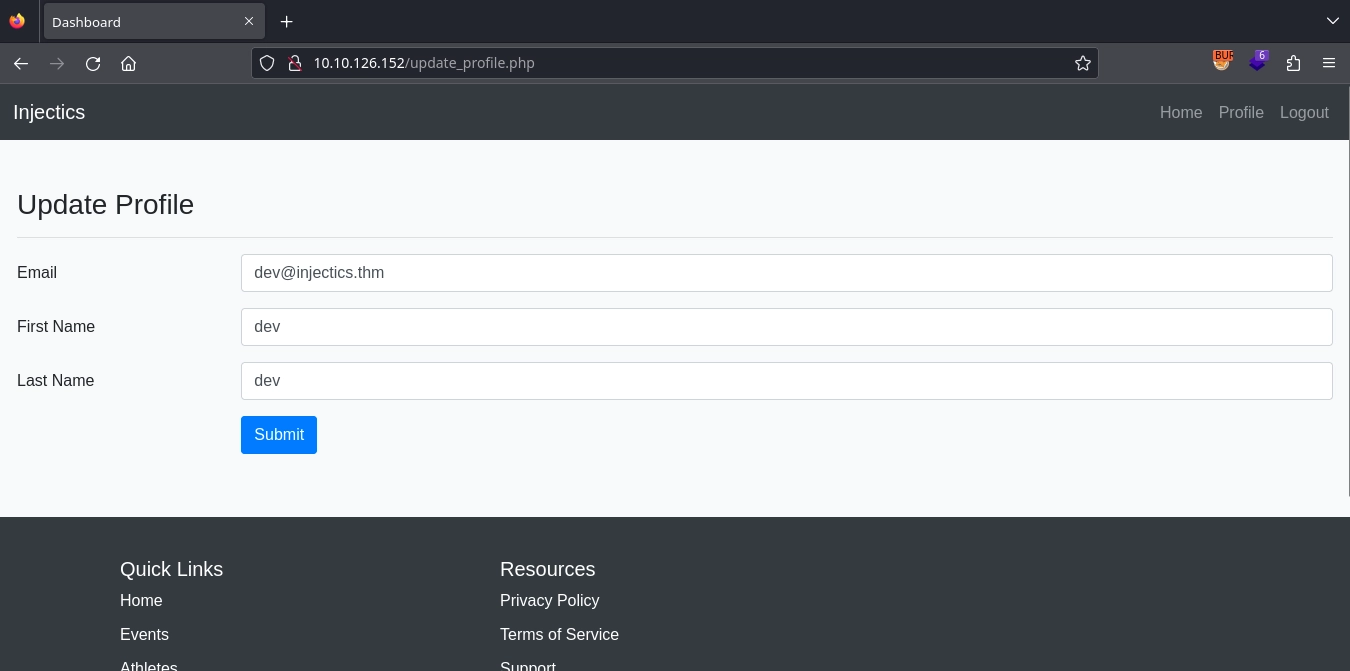 Dashboard
10.10.126.152/update_profile.php
BUR
6
Injectics
Home Profile Logout
Update Profile
Email
dev@injectics.thm
First Name
dev
Last Name
dev
Submit
Quick Links
Resources
Home
Privacy Policy
Events
Terms of Service
Athletes
Support